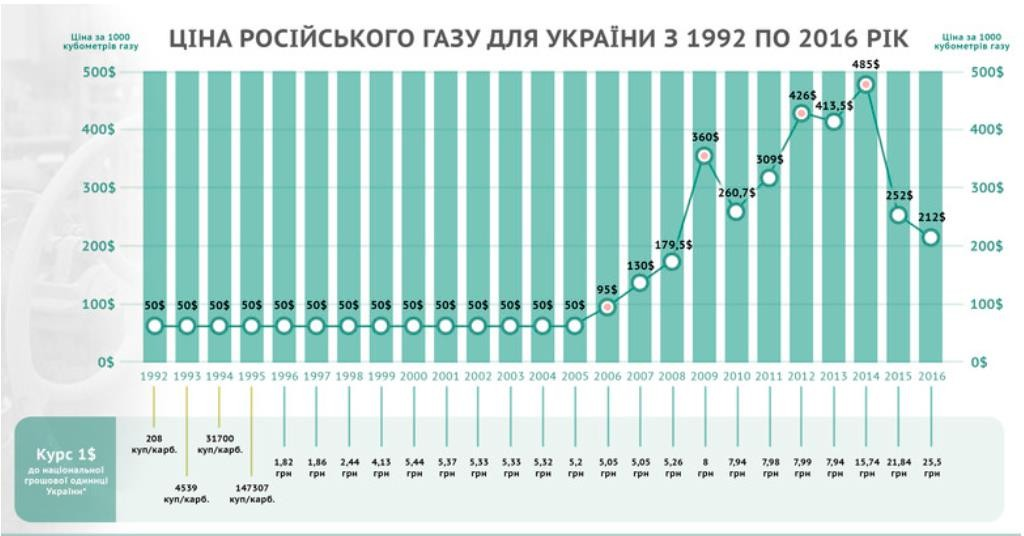 Ціна за 1000
кубометрів газу
ЦІНА РОСІЙСЬКОГО ГАЗУ ДЛЯ УКРАЇНИ З 1992 ПО 2016 РІК
Ціна за 1000
кубометрів газу
500$
400$
300$
200$
100$
0$
50$ 50$ 50$ 50$ 50$ 50$ 50$ 50$ 50$ 50$ 50$ 50$ 50$ 50$ 95$ 130$ 179,5$ 360$ 260,7$ 309$ 426$ 413,5$ 485$ 252$ 212$
500$
400$
300$
200$
100$
0$
1992 1993 1994 1995 1996 1997 1998 1999 2000 2001 2002 2003 2004 2005 2006 2007 2008 2009 2010 2011 2012 2013 2014 2015 2016
Курс 1$
до національної
грошової одиниці
України*
208
куп/карб.
4539
куп/карб.
31700
куп/карб.
147307
куп/карб.
1,82 1,86 2,44 4,13 5,44 5,37 5,33 5,33 5,32 5,2 5,05 5,05 5,26 8 7,94 7,98 7,99 7,94 15,74 21,84 25,5
грн грн грн грн грн грн грн грн грн грн грн грн грн грн грн грн грн грн грн грн грн